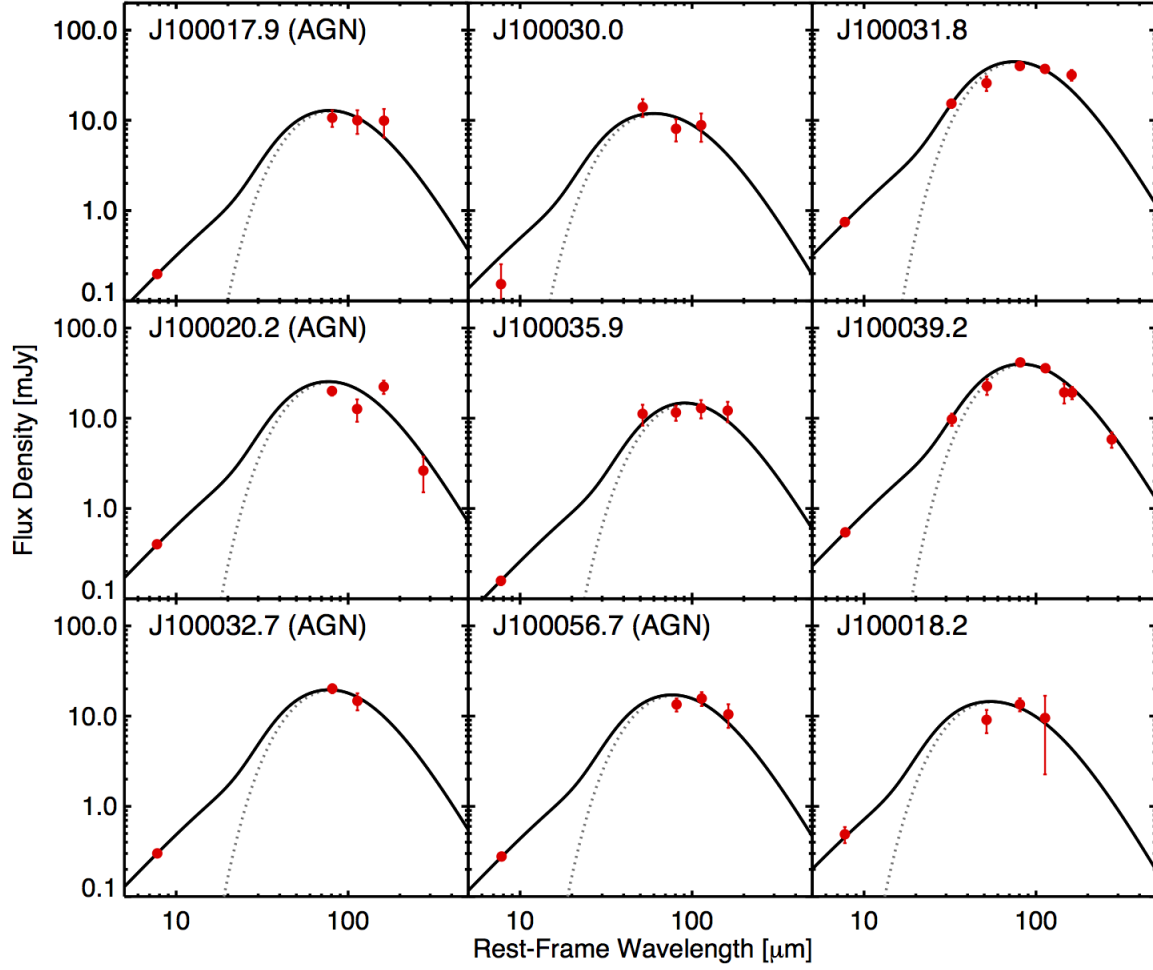 J100017.9 (AGN)
J100030.0
J100031.8
100.0
10.0
1.0
0.1
J100020.2 (AGN)
J100035.9
J100039.2
100.0
10.0
1.0
0.1
J100032.7 (AGN)
J100056.7 (AGN)
J100018.2
100.0
10.0
1.0
0.1
10
100
10
100
10
100
Flux Density [mJy]
Rest-Frame Wavelength [μm]